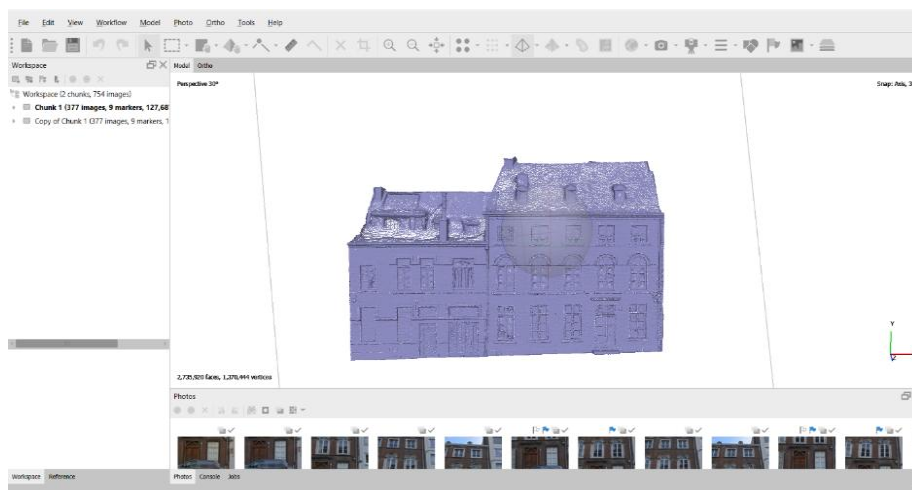 File Edit View Workflow Model Photo Ortho Tools Help
Workspace
Model Ortho
Workspace (2 chunks, 754 images)
Chunk 1 (377 images, 9 markers, 127,68
Copy of Chunk 1 (377 images, 9 markers, 1
Perspective 30°
Snap: Axis, 3
Y
2,735,928 faces, 1,370,444 vertices
Photos
Workspace Reference
Photos Console Jobs